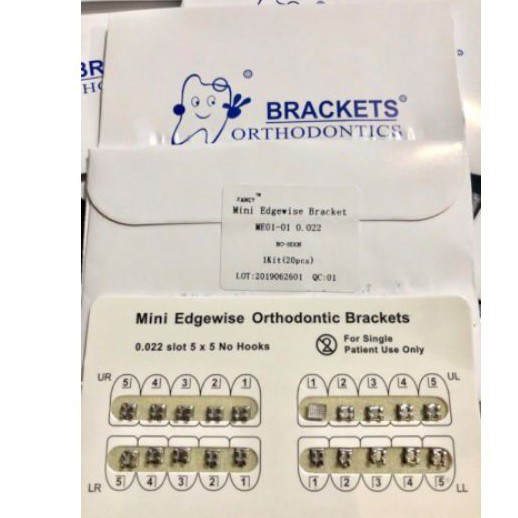 BR
BRACKETS©
ORTHODONTICS
FANCY™
Mini Edgewise Bracket
ME01-01 0.022
NO-HOOK
1Kit(20pcs)
LOT:2019062601 QC:01
Mini Edgewise Orthodontic Brackets
0.022 slot 5 x 5 No Hooks
2
For Single
Patient Use Only
UR 5 4 3 2 1 1 2 3 4 5 UL
LR 5 4 3 2 1 1 2 3 4 5 LL